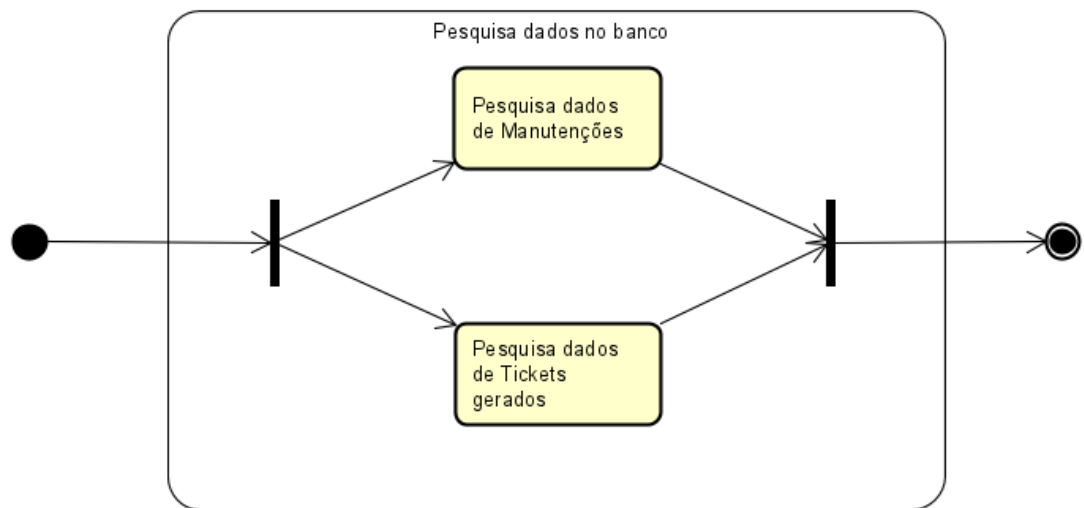 Pesquisa dados no banco
Pesquisa dados
de Manutenções
Pesquisa dados
de Tickets
gerados